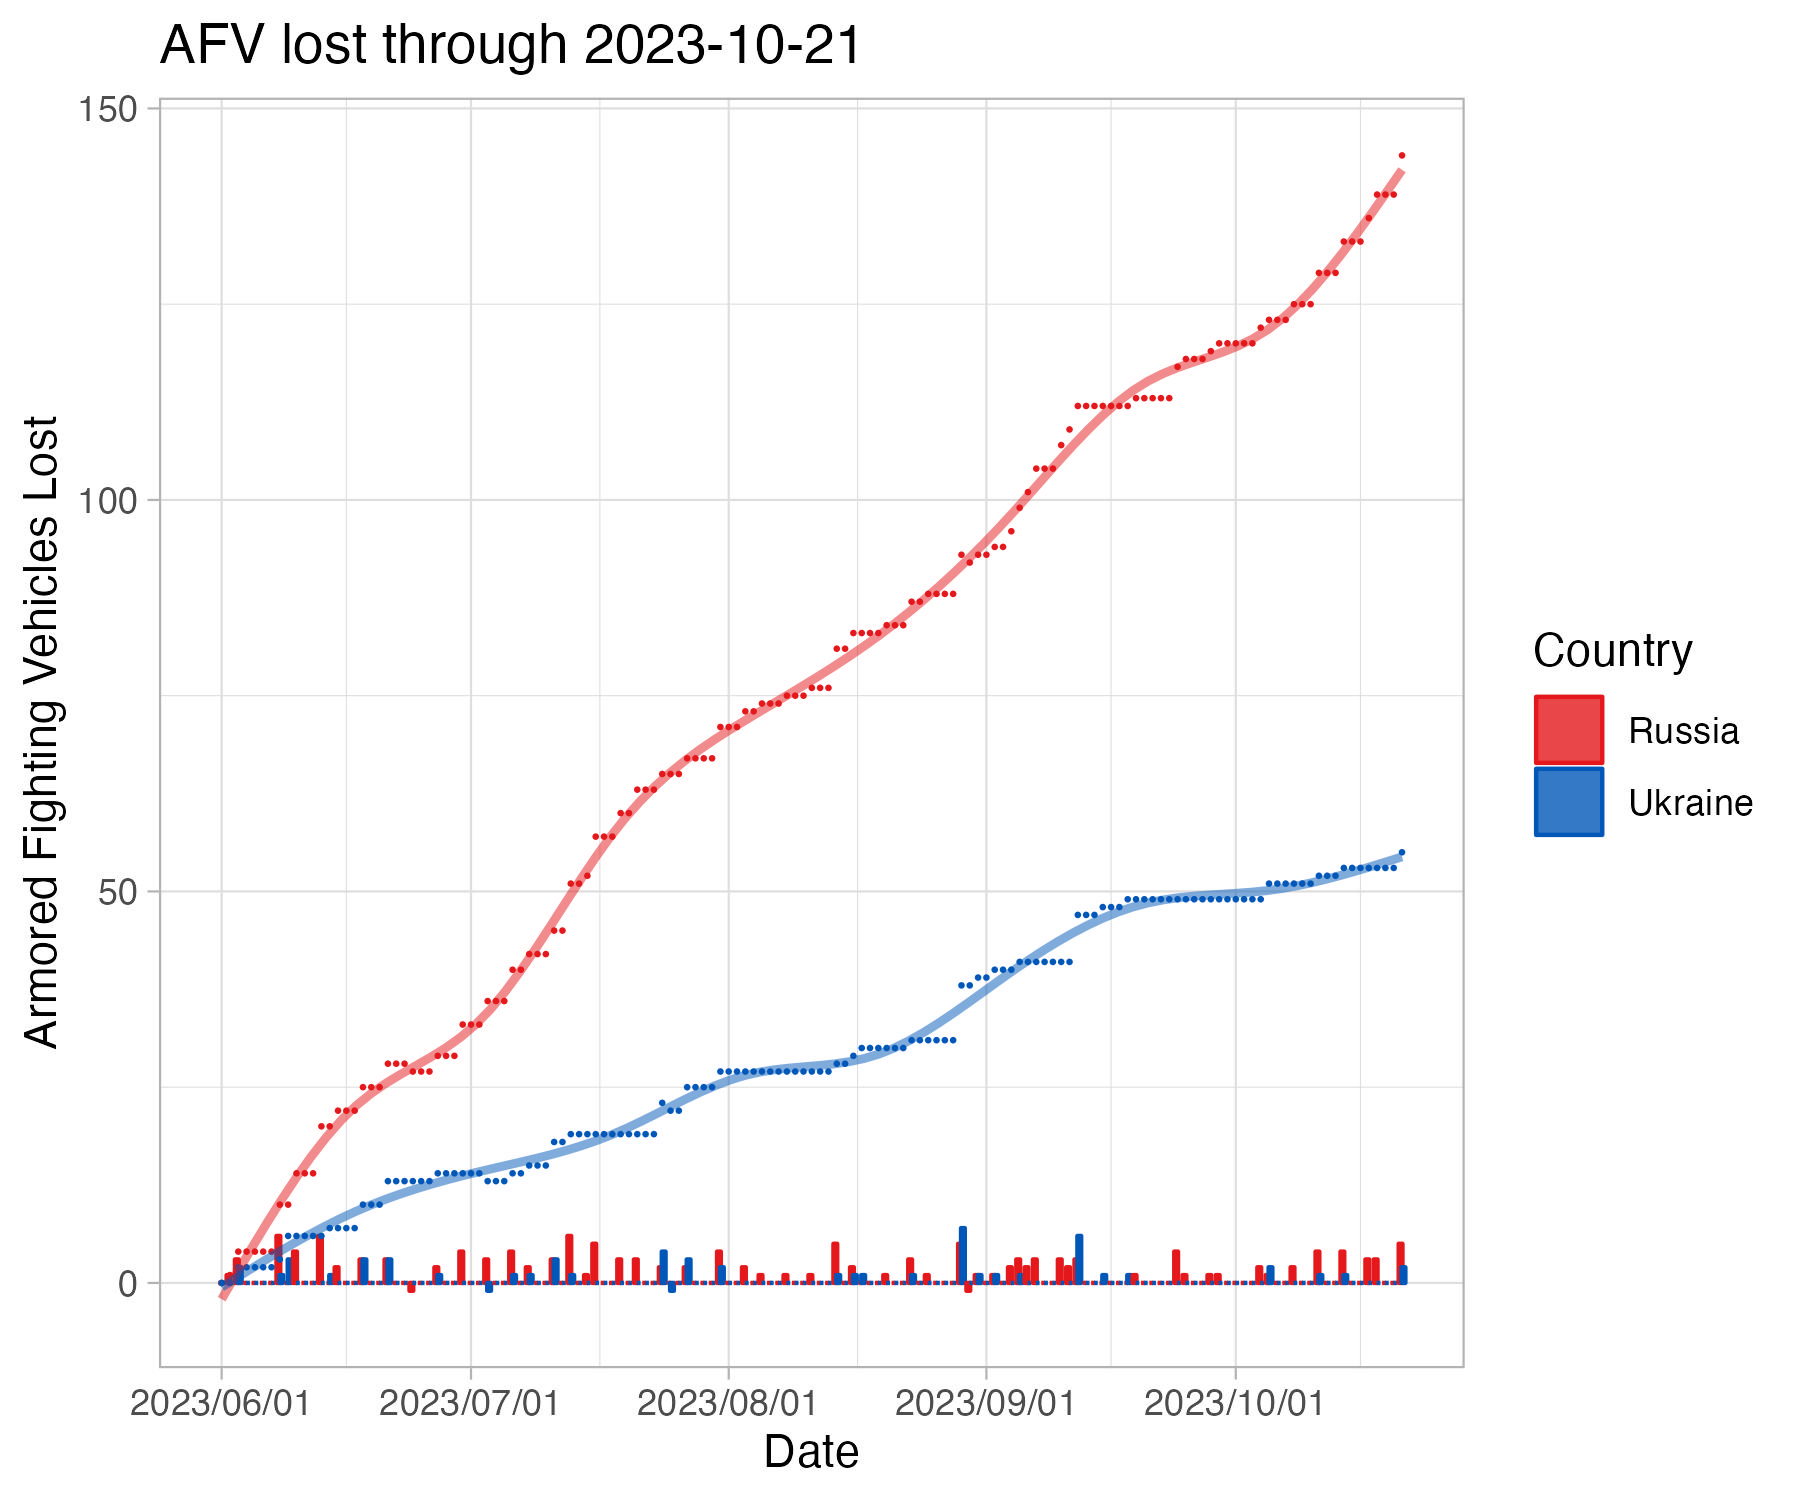 AFV lost through 2023-10-21
Armored Fighting Vehicles Lost
150
100
50
0
2023/06/01
2023/07/01
2023/08/01
2023/09/01
2023/10/01
Date
Country
Russia
Ukraine